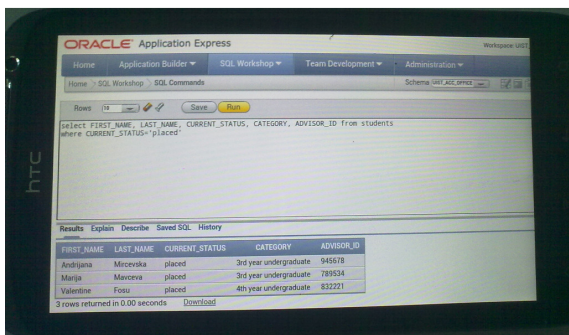 ORACLE Application Express
Workspace: UIST_
Home Application Builder SQL Workshop Team Development Administration
Home > SQL Workshop > SQL Commands
Schema UIST_ACC_OFFICE
Rows 10 Save Run
select FIRST_NAME, LAST_NAME, CURRENT_STATUS, CATEGORY, ADVISOR_ID from students
where CURRENT_STATUS='placed'
hTC
Results Explain Describe Saved SQL History
FIRST_NAME LAST_NAME CURRENT_STATUS CATEGORY ADVISOR_ID
Andrijana Mircevska placed 3rd year undergraduate 945678
Marija Mavceva placed 3rd year undergraduate 789534
Valentine Fosu placed 4th year undergraduate 832221
3 rows returned in 0.00 seconds Download